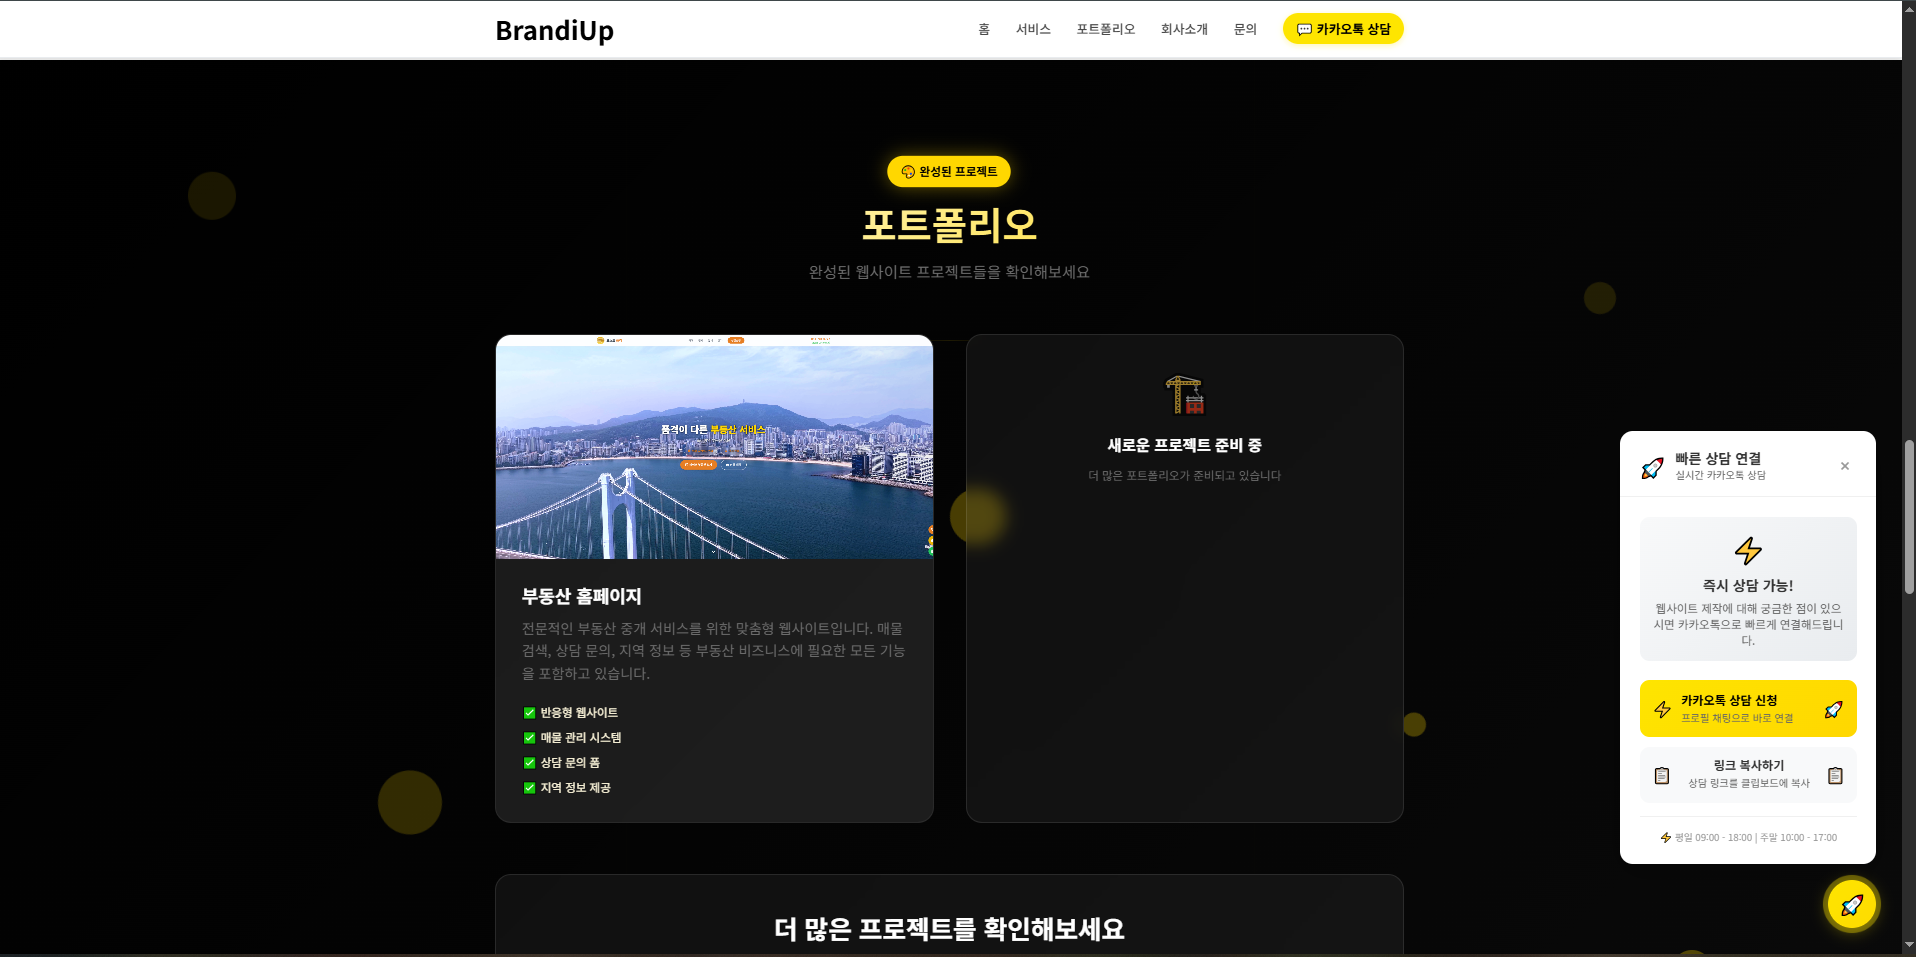 BrandiUp
홈
서비스
포트폴리오
회사소개
문의
카카오톡 상담
완성된 프로젝트
포트폴리오
완성된 웹사이트 프로젝트들을 확인해보세요
품격이 다른 부동산 서비스
부동산 홈페이지
전문적인 부동산 중개 서비스를 위한 맞춤형 웹사이트입니다. 매물
검색, 상담 문의, 지역 정보 등 부동산 비즈니스에 필요한 모든 기능
을 포함하고 있습니다.
반응형 웹사이트
매물 관리 시스템
상담 문의 폼
지역 정보 제공
새로운 프로젝트 준비 중
더 많은 포트폴리오가 준비되고 있습니다
더 많은 프로젝트를 확인해보세요
빠른 상담 연결
실시간 카카오톡 상담
즉시 상담 가능!
웹사이트 제작에 대해 궁금한 점이 있으
시면 카카오톡으로 빠르게 연결해드립니
다.
카카오톡 상담 신청
프로필 채팅으로 바로 연결
링크 복사하기
상담 링크를 클립보드에 복사
평일 09:00 - 18:00 | 주말 10:00 - 17:00